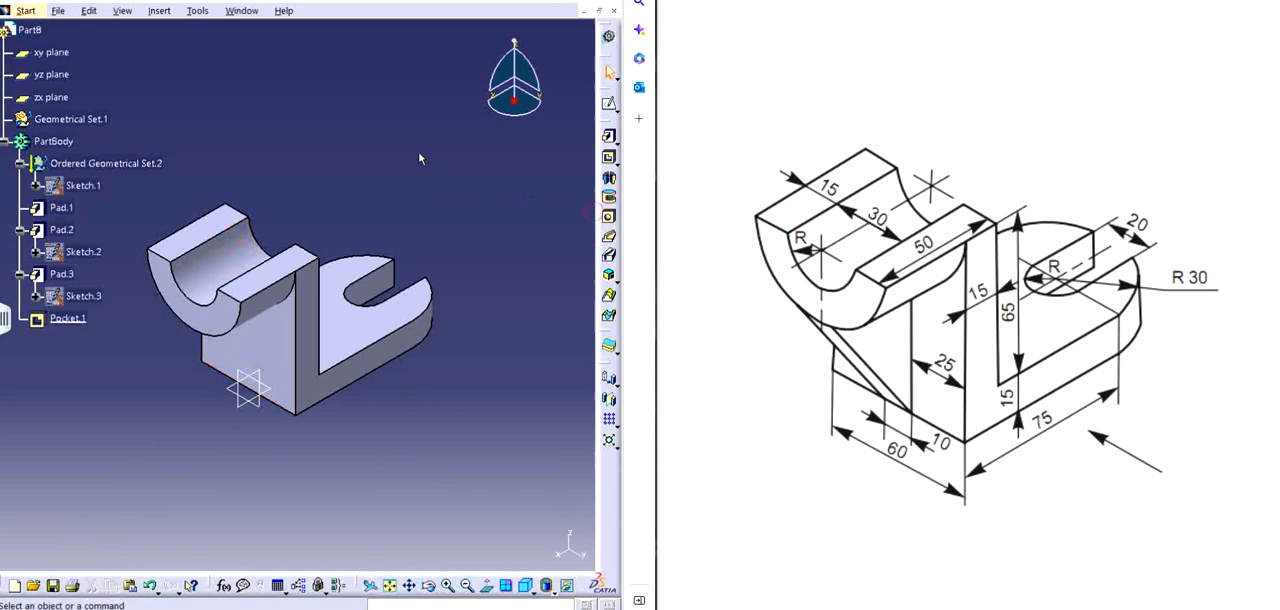 Start File Edit View Insert Tools Window Help
Part8
xy plane
yz plane
zx plane
Geometrical Set.1
PartBody
Ordered Geometrical Set.2
Sketch.1
Pad.1
Pad.2
Sketch.2
Pad.3
Sketch.3
Pocket.1
z
x y
f(x)
CATIA
Select an object or a command
15
30
R
50
20
R
R 30
15
65
25
15
75
10
60